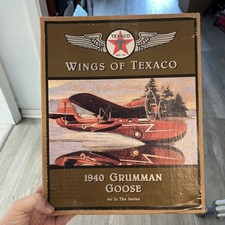 TEXACO
WINGS OF TEXACO
1940 GRUMMAN
GOOSE
In The Series